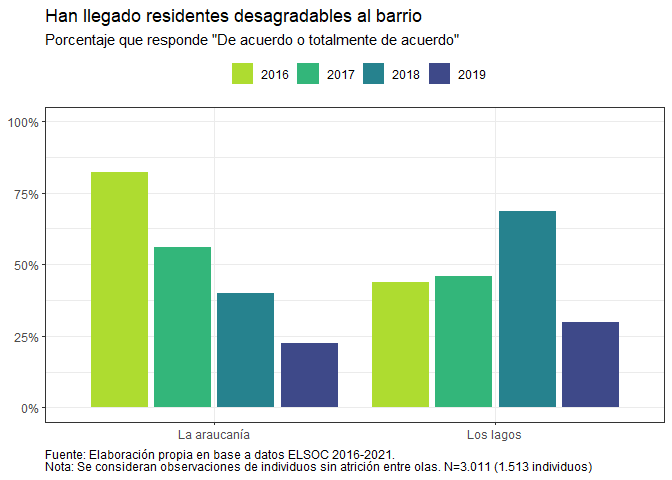 Han llegado residentes desagradables al barrio
Porcentaje que responde "De acuerdo o totalmente de acuerdo"
2016 2017 2018 2019
100%
75%
50%
25%
0%
La araucanía Los lagos
Fuente: Elaboración propia en base a datos ELSOC 2016-2021.
Nota: Se consideran observaciones de individuos sin atrición entre olas. N=3.011 (1.513 individuos)